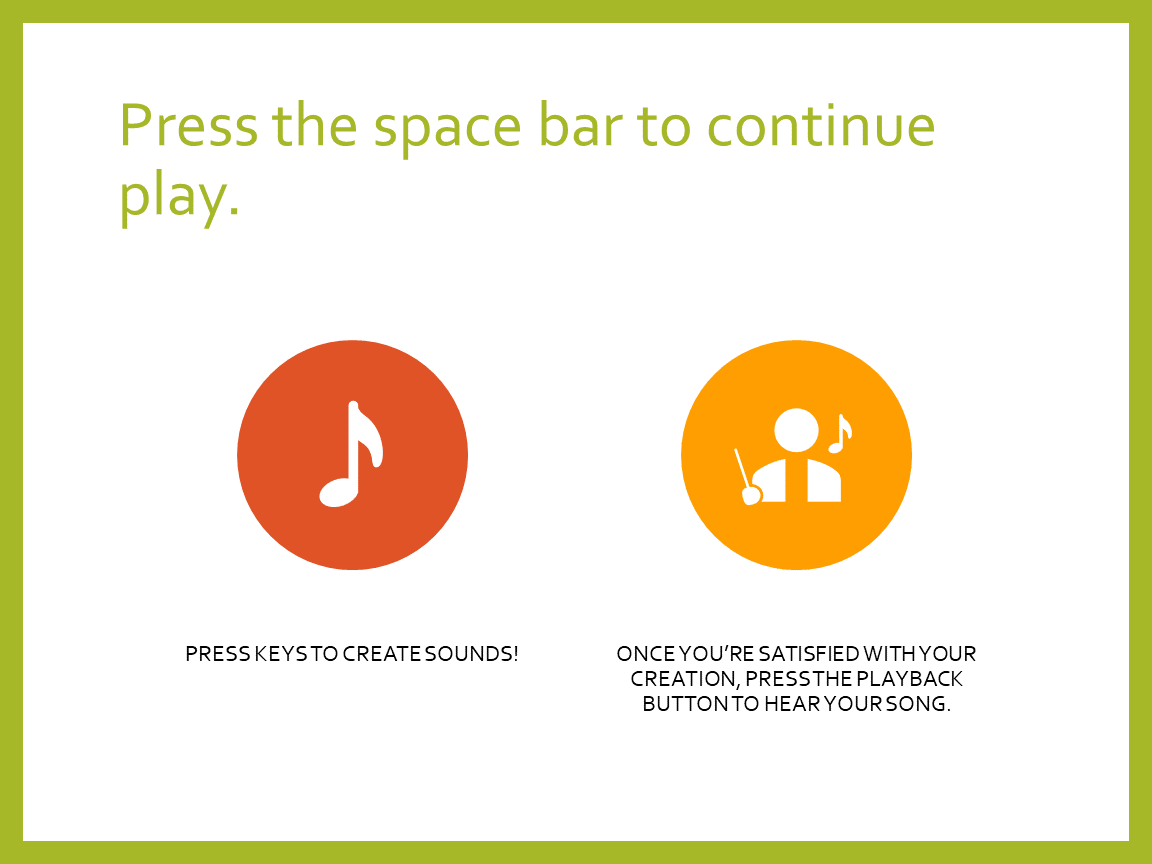 Press the space bar to continue
play.
PRESS KEYS TO CREATE SOUNDS!
ONCE YOU’RE SATISFIED WITH YOUR
CREATION, PRESS THE PLAYBACK
BUTTON TO HEAR YOUR SONG.